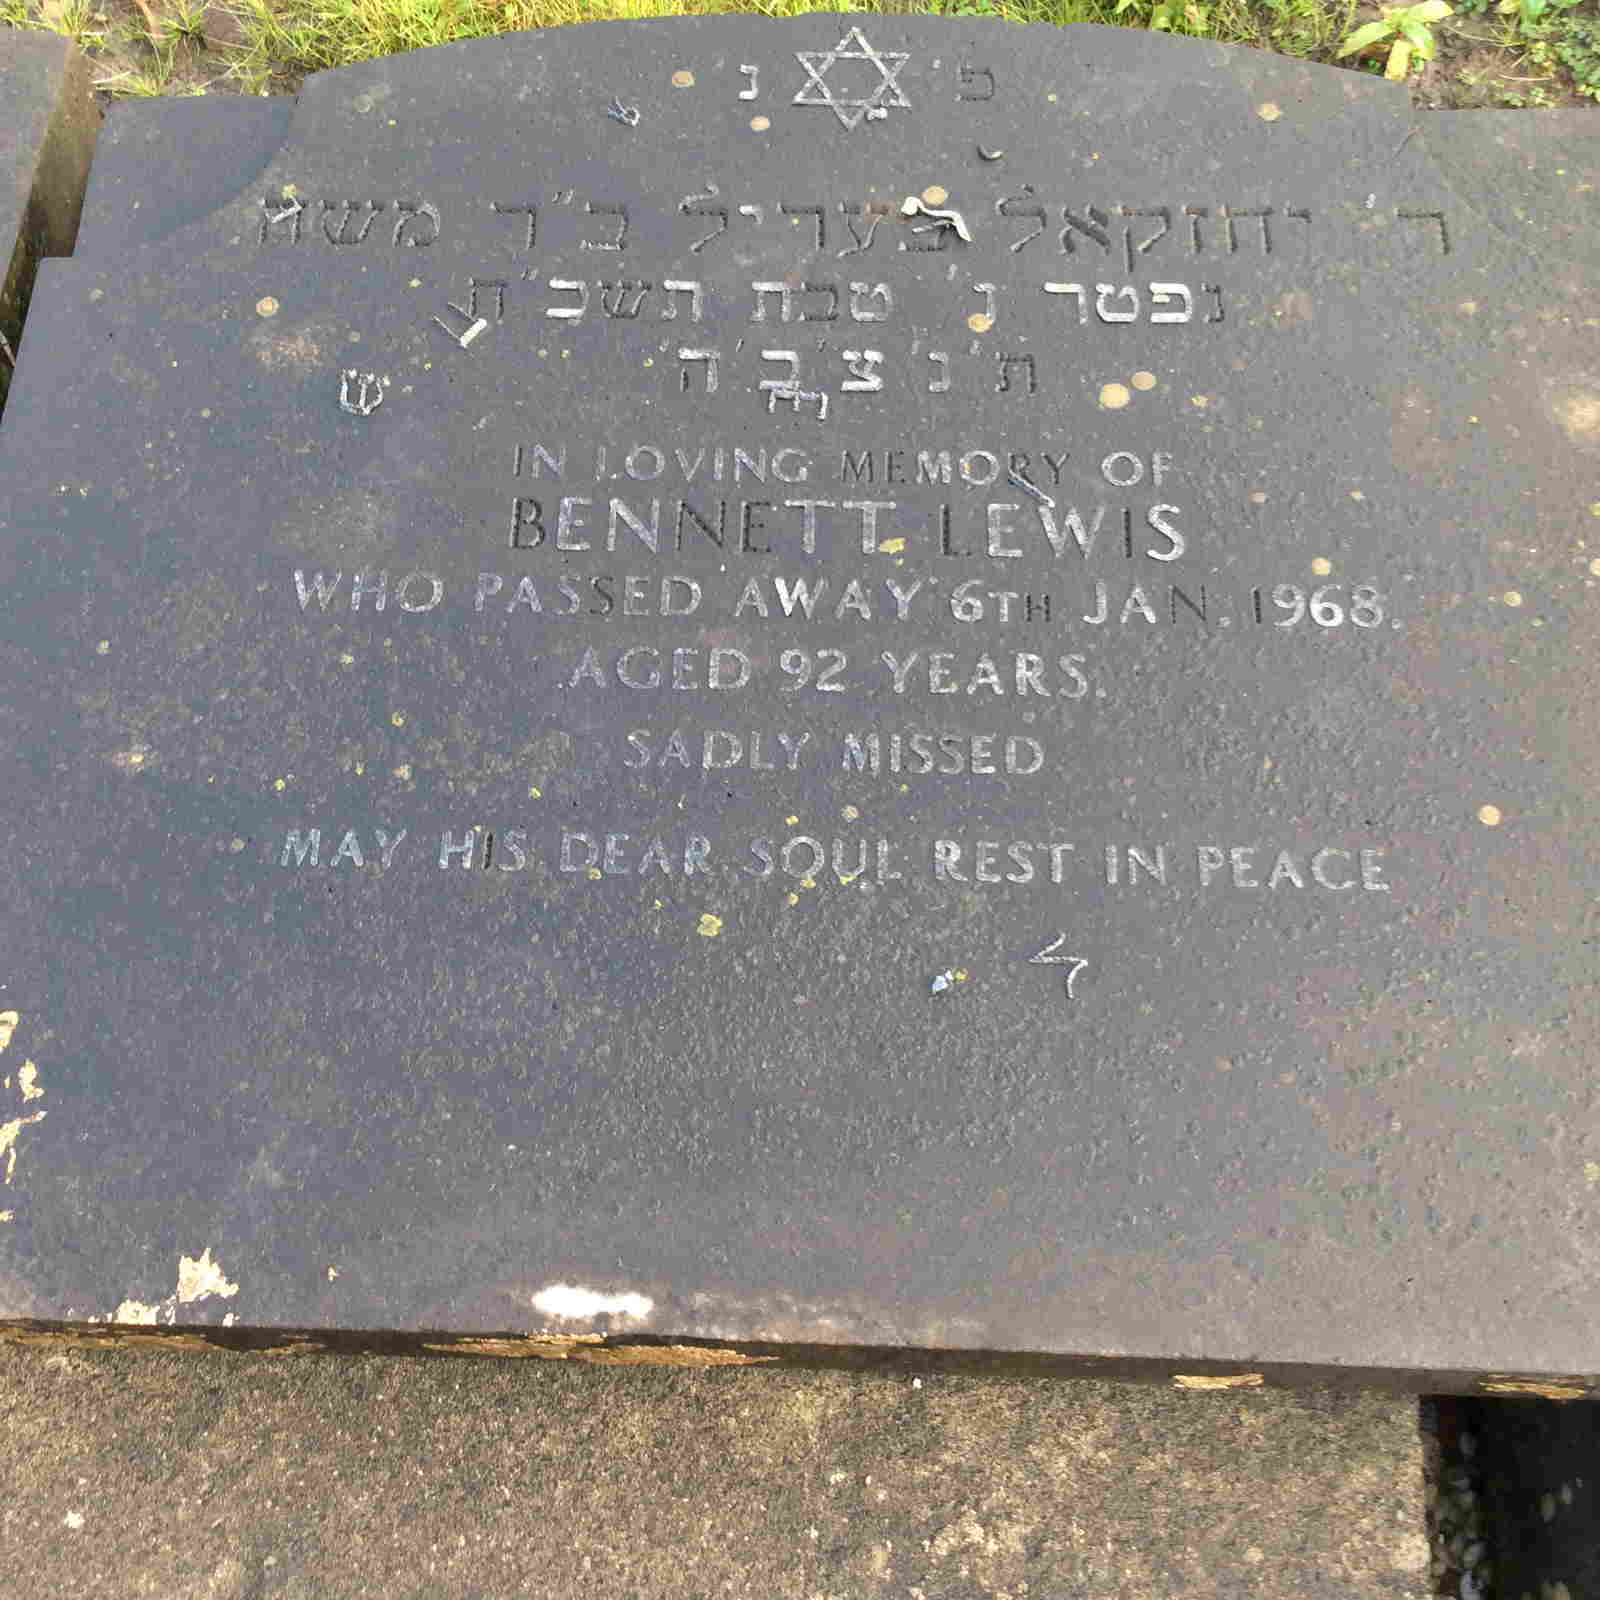 פ' נ'
ר' יחזקאל בעריל ב"ר משה
נפטר ו' טבת תשכ"ח
ת'נ'צ'ב'ה'
IN LOVING MEMORY OF
BENNETT LEWIS
WHO PASSED AWAY 6TH JAN. 1968.
AGED 92 YEARS.
SADLY MISSED
MAY HIS DEAR SOUL REST IN PEACE